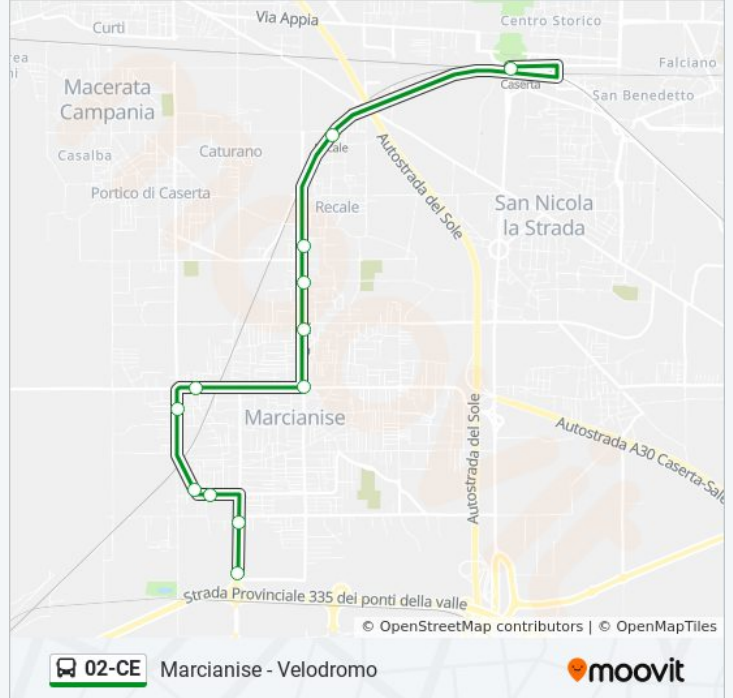 Curti
Via Appia
Centro Storico
Falciano
Macerata
Campania
Caserta
San Benedetto
Casalba
Caturano
Autostrada del Sole
Portico di Caserta
Recale
San Nicola
la Strada
Marcianise
Autostrada del Sole
Autostrada A30 Caserta-Sale
Strada Provinciale 335 dei ponti della valle
© OpenStreetMap contributors | © OpenMapTiles
02-CE Marcianise - Velodromo
moovit